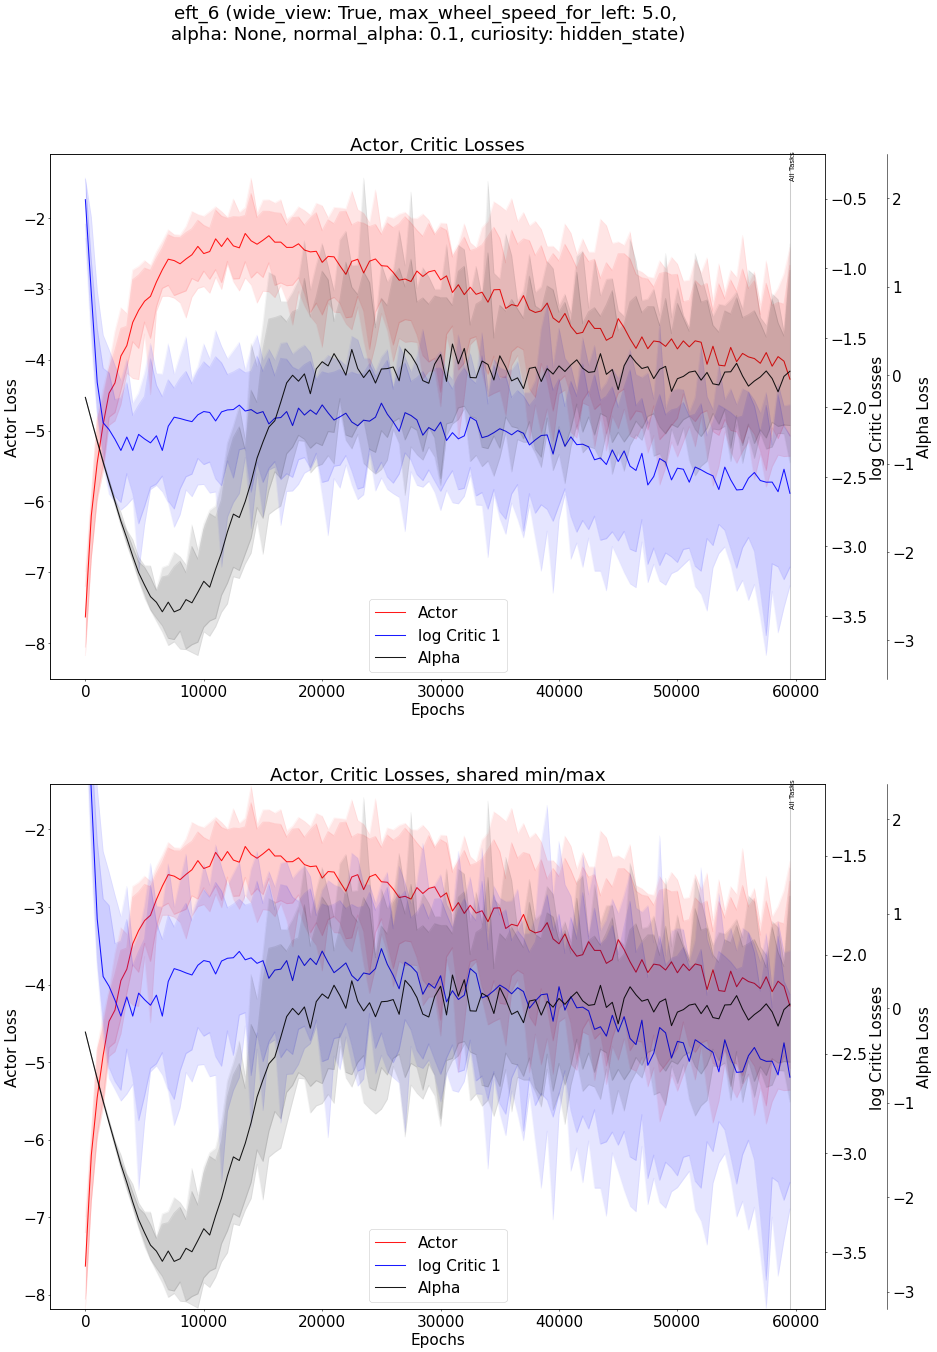 eft_6 (wide_view: True, max_wheel_speed_for_left: 5.0,
alpha: None, normal_alpha: 0.1, curiosity: hidden_state)
Actor, Critic Losses
All Tasks
Actor Loss
−2
−3
−4
−5
−6
−7
−8
−0.5
−1.0
−1.5
−2.0
−2.5
−3.0
−3.5
log Critic Losses
2
1
0
−1
−2
−3
Alpha Loss
Actor
log Critic 1
Alpha
0 10000 20000 30000 40000 50000 60000
Epochs
Actor, Critic Losses, shared min/max
All Tasks
Actor Loss
−2
−3
−4
−5
−6
−7
−8
−1.5
−2.0
−2.5
−3.0
−3.5
log Critic Losses
2
1
0
−1
−2
−3
Alpha Loss
Actor
log Critic 1
Alpha
0 10000 20000 30000 40000 50000 60000
Epochs